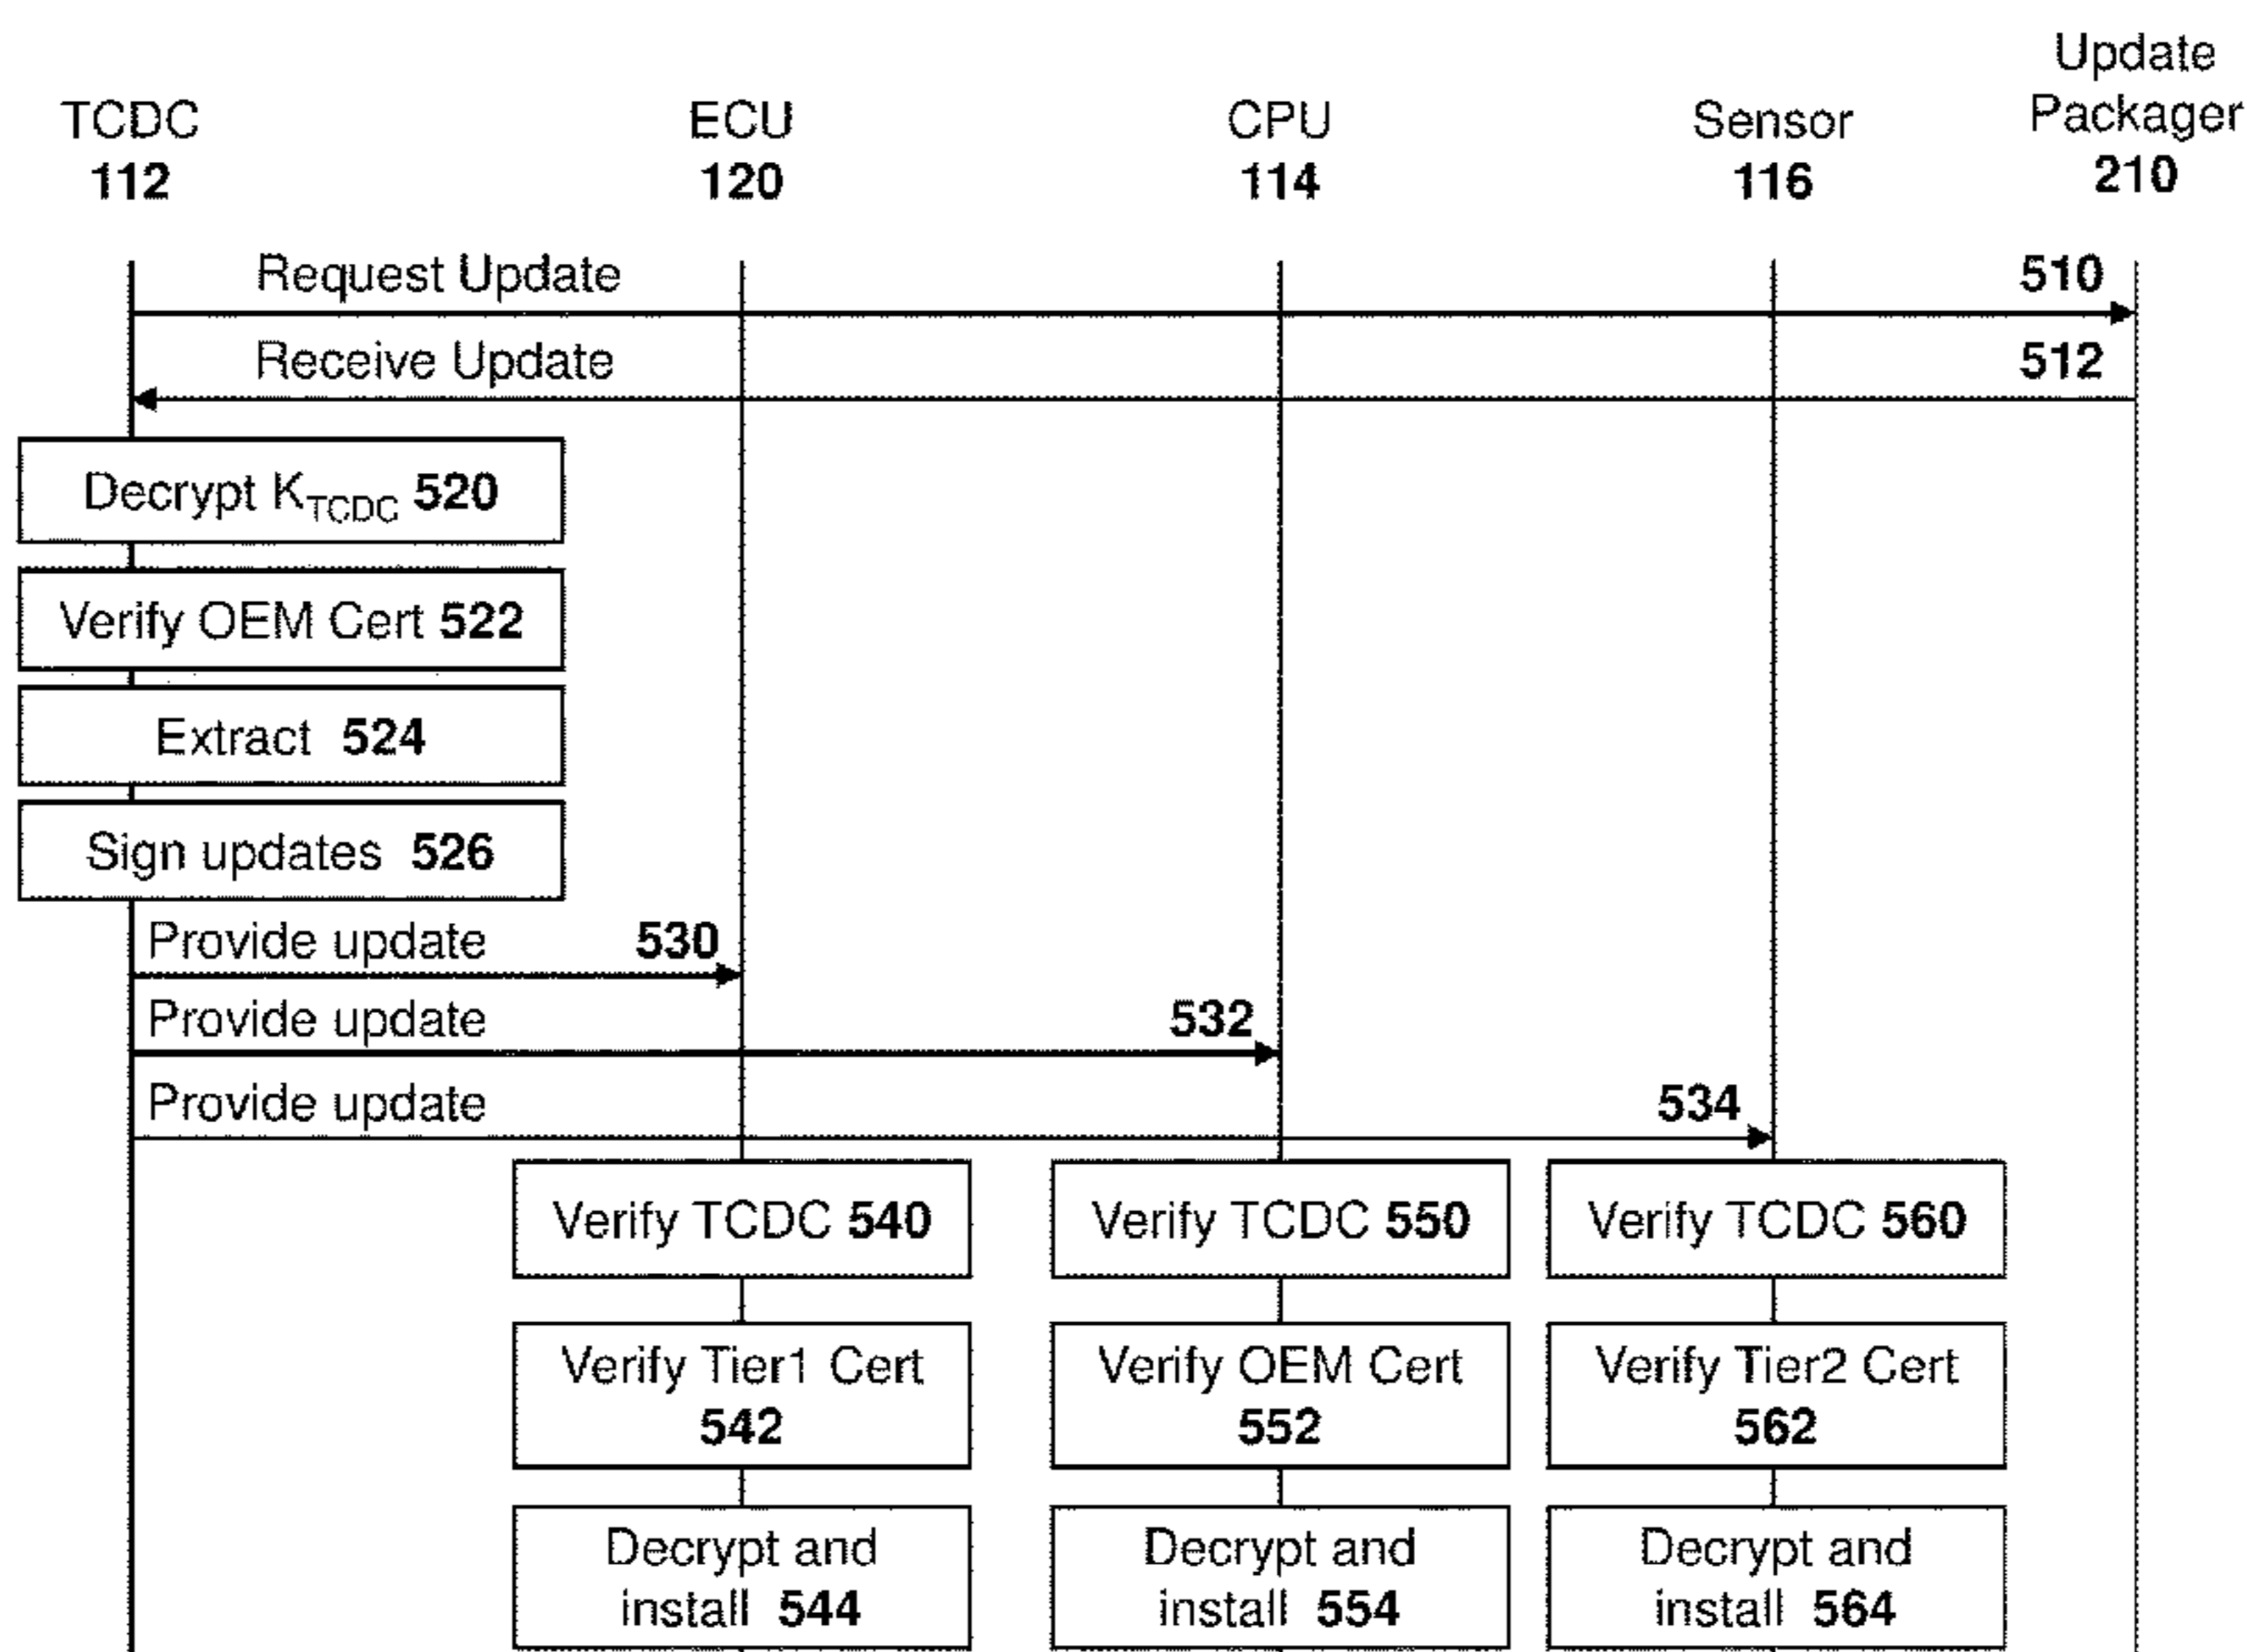 Update
TCDC ECU CPU Sensor Packager
112 120 114 116 210
Request Update 510
Receive Update 512
Decrypt K_TCDC 520
Verify OEM Cert 522
Extract 524
Sign updates 526
Provide update 530
Provide update 532
Provide update 534
Verify TCDC 540 Verify TCDC 550 Verify TCDC 560
Verify Tier1 Cert Verify OEM Cert Verify Tier2 Cert
542 552 562
Decrypt and Decrypt and Decrypt and
install 544 install 554 install 564